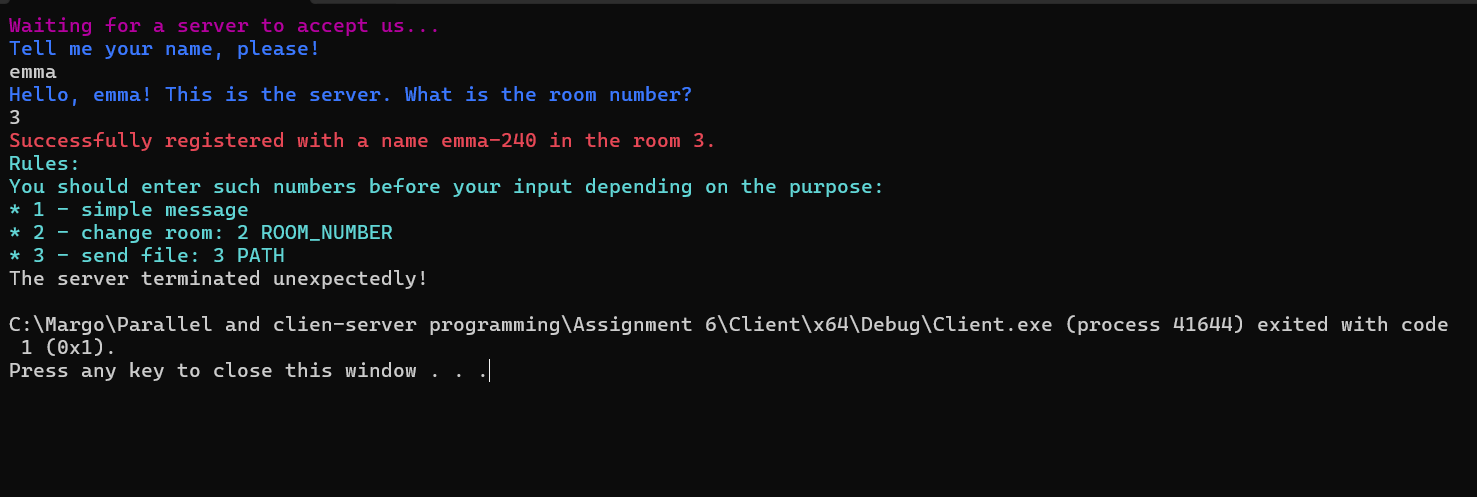 Waiting for a server to accept us...
Tell me your name, please!
emma
Hello, emma! This is the server. What is the room number?
3
Successfully registered with a name emma-240 in the room 3.
Rules:
You should enter such numbers before your input depending on the purpose:
* 1 - simple message
* 2 - change room: 2 ROOM_NUMBER
* 3 - send file: 3 PATH
The server terminated unexpectedly!
C:\Margo\Parallel and clien-server programming\Assignment 6\Client\x64\Debug\Client.exe (process 41644) exited with code
1 (0x1).
Press any key to close this window . . .